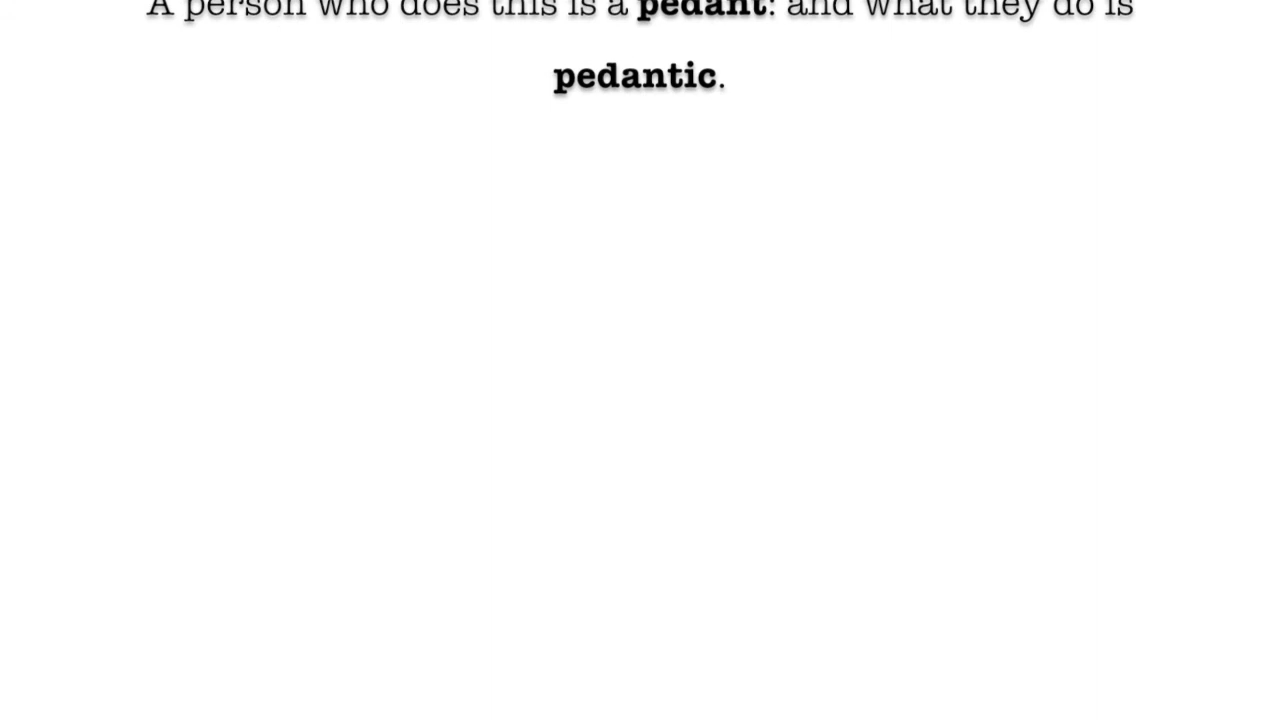 A person who does this is a pedant: and what they do is
pedantic.